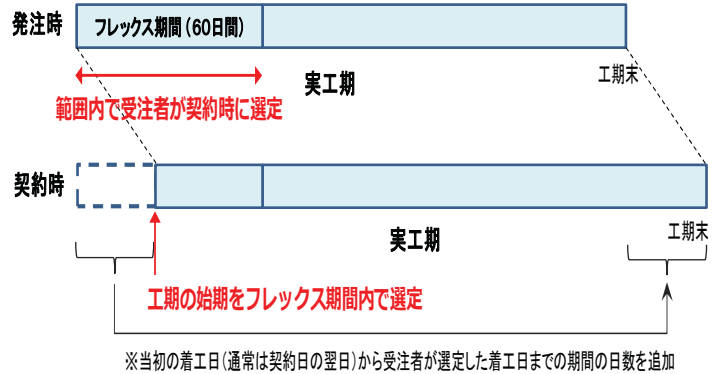 発注時
フレックス期間(60日間)
実工期
工期末
範囲内で受注者が契約時に選定
契約時
実工期
工期末
工期の始期をフレックス期間内で選定
※当初の着工日(通常は契約日の翌日)から受注者が選定した着工日までの期間の日数を追加